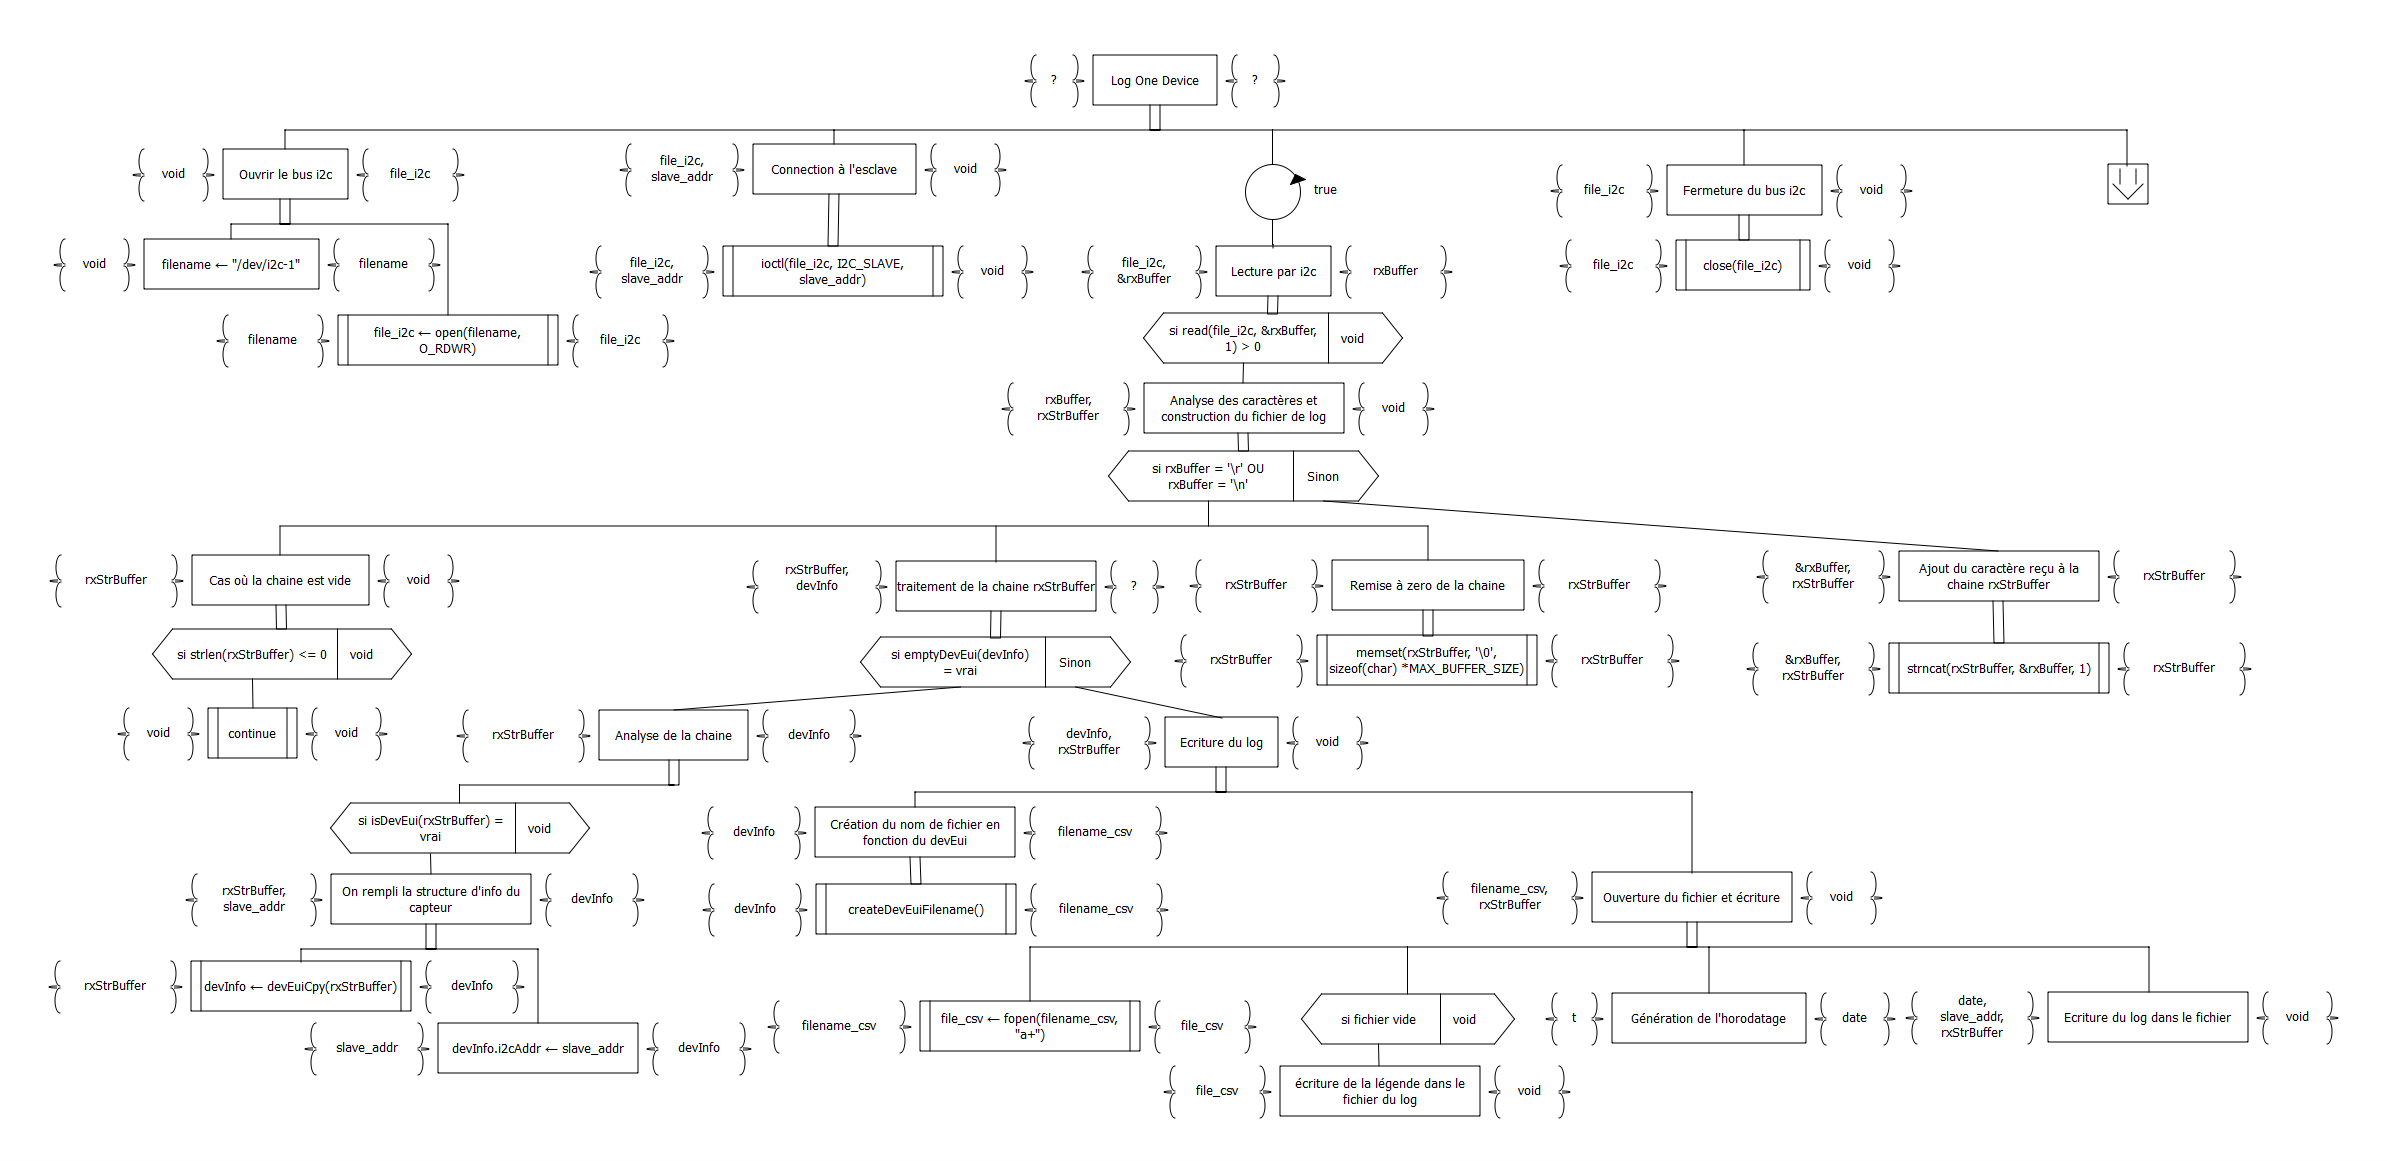 ?
Log One Device
?
void
Ouvrir le bus i2c
file_i2c
file_i2c,
slave_addr
Connection à l'esclave
void
true
file_i2c
Fermeture du bus i2c
void
void
filename ← "/dev/i2c-1"
filename
file_i2c,
slave_addr
ioctl(file_i2c, I2C_SLAVE,
slave_addr)
void
file_i2c,
&rxBuffer
Lecture par i2c
rxBuffer
file_i2c
close(file_i2c)
void
filename
file_i2c ← open(filename,
O_RDWR)
file_i2c
si read(file_i2c, &rxBuffer,
1) > 0
void
rxBuffer,
rxStrBuffer
Analyse des caractères et
construction du fichier de log
void
si rxBuffer = '\r' OU
rxBuffer = '\n'
Sinon
rxStrBuffer
Cas où la chaine est vide
void
rxStrBuffer,
devInfo
traitement de la chaine rxStrBuffer
?
rxStrBuffer
Remise à zero de la chaine
rxStrBuffer
&rxBuffer,
rxStrBuffer
Ajout du caractère reçu à la
chaine rxStrBuffer
rxStrBuffer
si strlen(rxStrBuffer) <= 0
void
si emptyDevEui(devInfo)
= vrai
Sinon
rxStrBuffer
memset(rxStrBuffer, '\0',
sizeof(char) *MAX_BUFFER_SIZE)
rxStrBuffer
&rxBuffer,
rxStrBuffer
strncat(rxStrBuffer, &rxBuffer, 1)
rxStrBuffer
void
continue
void
rxStrBuffer
Analyse de la chaine
devInfo
devInfo,
rxStrBuffer
Ecriture du log
void
si isDevEui(rxStrBuffer) =
vrai
void
devInfo
Création du nom de fichier en
fonction du devEui
filename_csv
rxStrBuffer,
slave_addr
On rempli la structure d'info du
capteur
devInfo
devInfo
createDevEuiFilename()
filename_csv
filename_csv,
rxStrBuffer
Ouverture du fichier et écriture
void
rxStrBuffer
devInfo ← devEuiCpy(rxStrBuffer)
devInfo
filename_csv
file_csv ← fopen(filename_csv,
"a+")
file_csv
si fichier vide
void
t
Génération de l'horodatage
date
date,
slave_addr,
rxStrBuffer
Ecriture du log dans le fichier
void
slave_addr
devInfo.i2cAddr ← slave_addr
devInfo
file_csv
écriture de la légende dans le
fichier du log
void